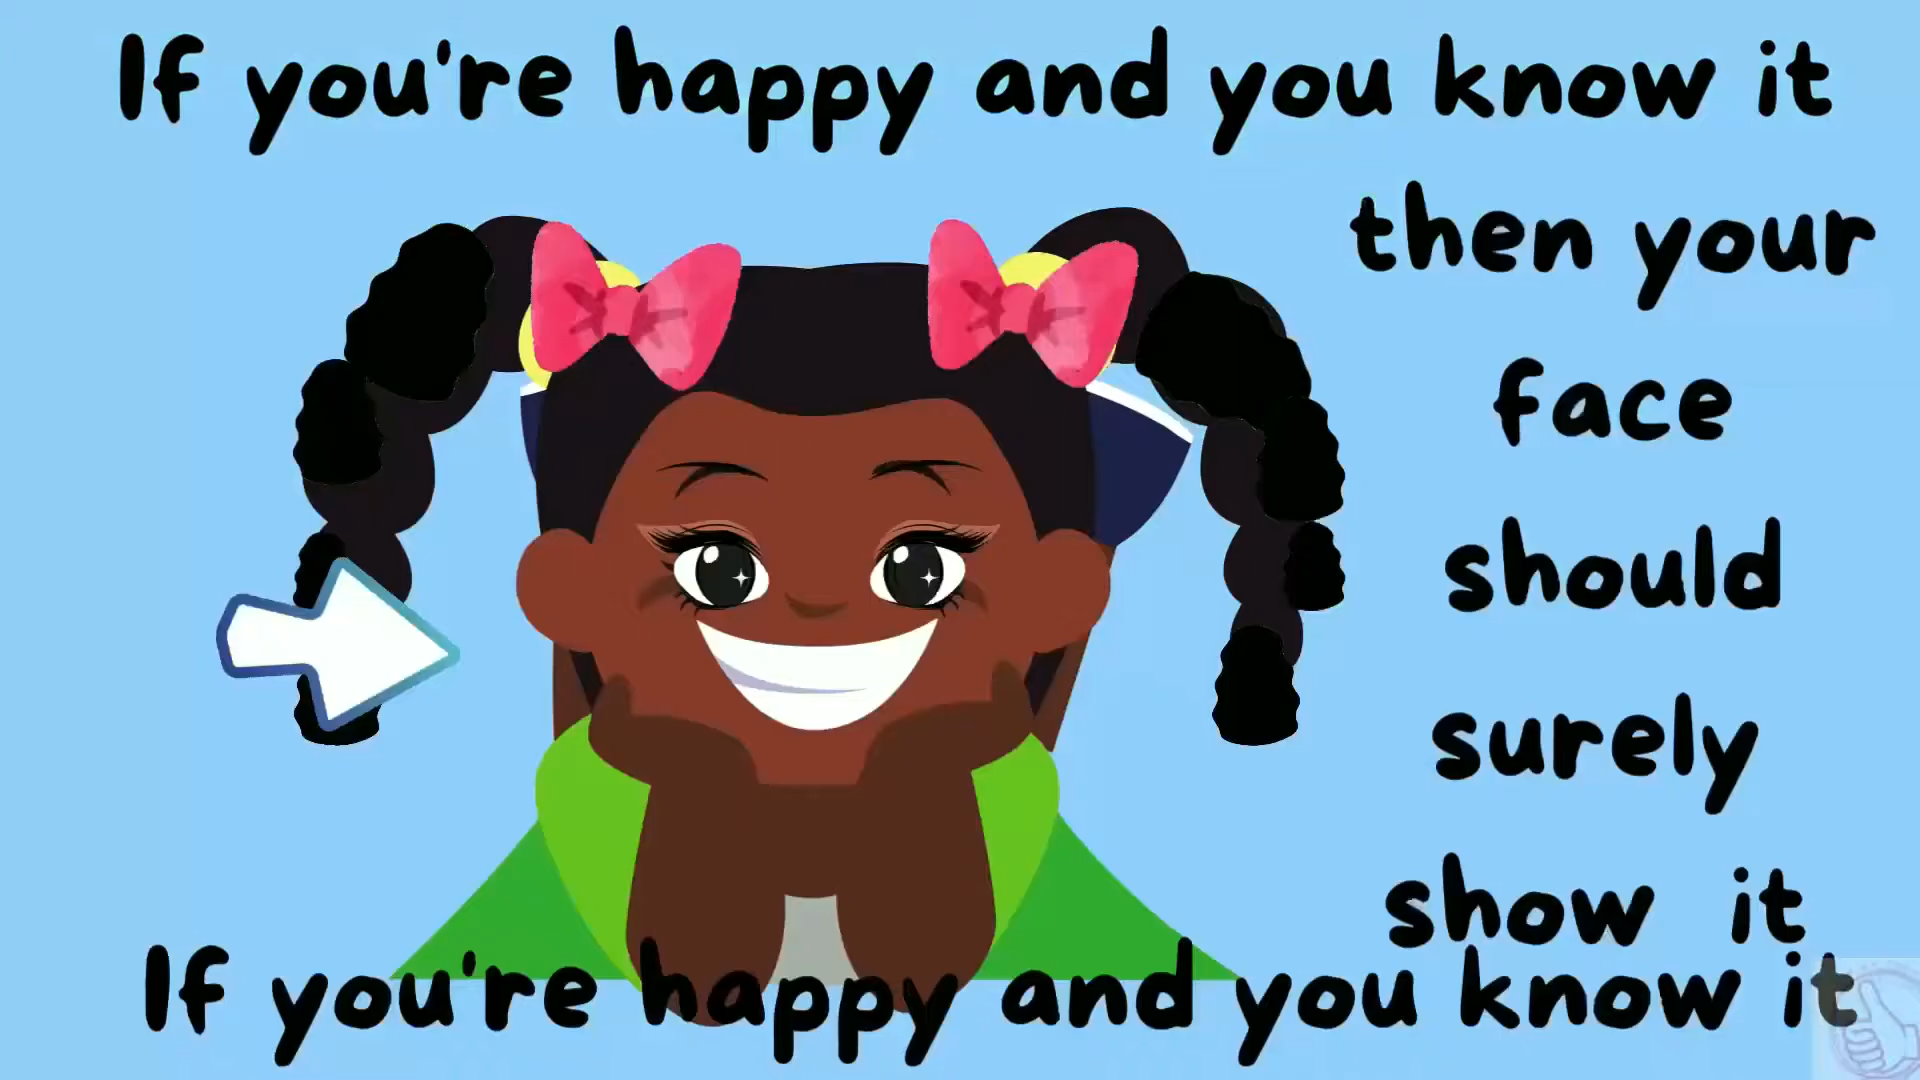 If you're happy and you know it
then your
face
should
surely
show it
If you're happy and you know it